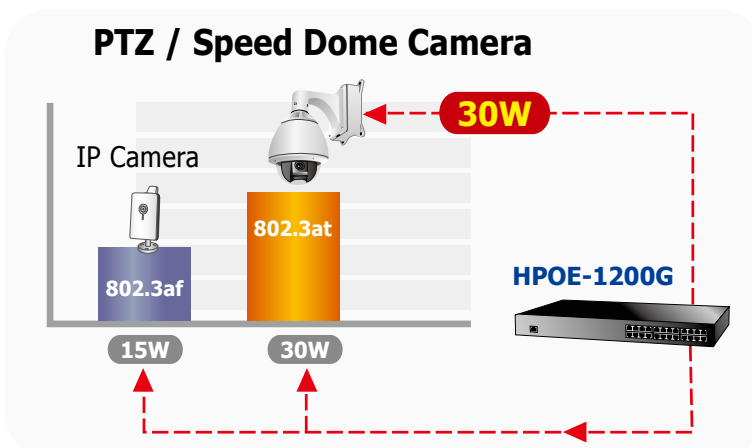 PTZ / Speed Dome Camera
30W
IP Camera
802.3at
802.3af
HPOE-1200G
15W
30W